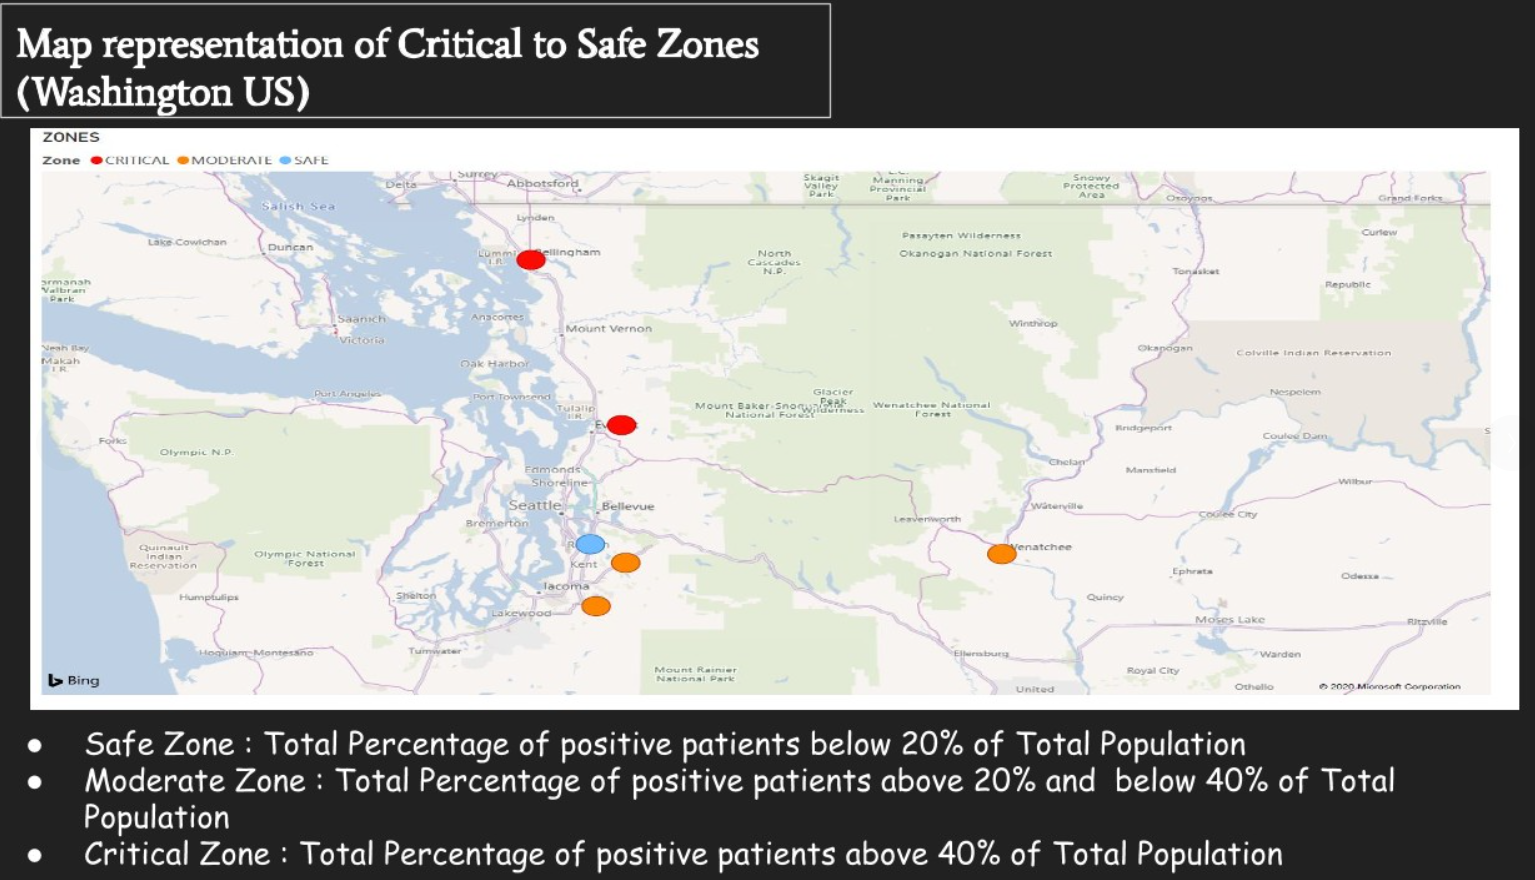 Map representation of Critical to Safe Zones
(Washington US)
ZONES
Zone CRITICAL MODERATE SAFE
Surrey
Delta
Abbotsford
Skagit
Valley
Park
Manning
Provincial
Park
Snowy
Protected
Area
Osoyoos
Grand Forks
Salish Sea
Lynden
Lake Cowichan
Duncan
Lummi
I.R.
Bellingham
North
Cascades
N.P.
Pasayten Wilderness
Okanogan National Forest
Curlew
Tonasket
Republic
Park
Saanich
Victoria
Anacortes
Mount Vernon
Winthrop
Okanogan
Colville Indian Reservation
Neah Bay
Makah
I.R.
Oak Harbor
Port Angeles
Port Townsend
Tulalip
I.R.
Glacier
Peak
Wilderness
National Forest
Wenatchee National
Forest
Nespelem
Bridgeport
Coulee Dam
Forks
Olympic N.P.
Edmonds
Shoreline
Chelan
Mansfield
Wilbur
Seattle
Bellevue
Bremerton
Leavenworth
Waterville
Coulee City
Quinault
Indian
Reservation
Olympic National
Forest
Kent
Wenatchee
Ephrata
Odessa
Humptulips
Shelton
Tacoma
Lakewood
Quincy
Moses Lake
Ritzville
Hoquiam
Montesano
Tumwater
Mount Rainier
National Park
Ellensburg
Warden
Royal City
Othello
United
Bing
© 2020 Microsoft Corporation
● Safe Zone : Total Percentage of positive patients below 20% of Total Population
● Moderate Zone : Total Percentage of positive patients above 20% and below 40% of Total
Population
● Critical Zone : Total Percentage of positive patients above 40% of Total Population